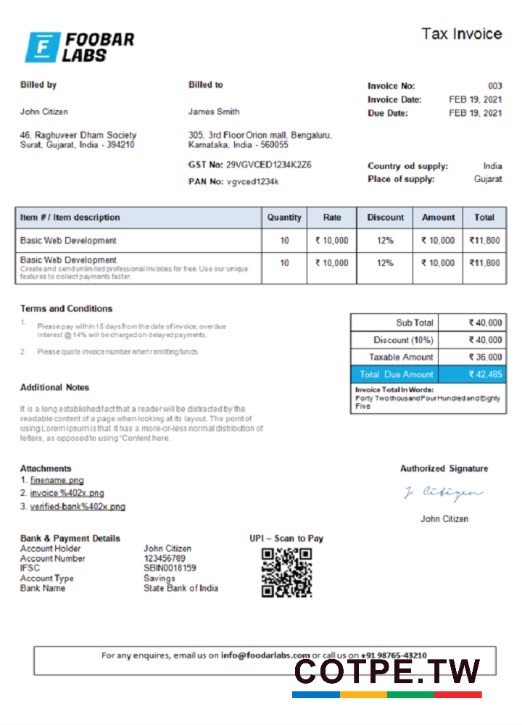 FOOBAR
LABS
Tax Invoice
Billed by
Billed to
Invoice No: 003
Invoice Date: FEB 19, 2021
Due Date: FEB 19, 2021
John Citizen
James Smith
46, Raghuveer Dham Society
Surat, Gujarat, India - 394210
305, 3rd Floor Orion mall, Bengaluru,
Karnataka, India - 560055
GST No: 29VGVCED1234K2Z6
PAN No: vgvced1234k
Country od supply: India
Place of supply: Gujarat
Item # / Item description Quantity Rate Discount Amount Total
Basic Web Development 10 ₹ 10,000 12% ₹ 10,000 ₹11,800
Basic Web Development 10 ₹ 10,000 12% ₹ 10,000 ₹11,800
Create and send unlimited professional invoices for free. Use our unique
features to collect payments faster.
Terms and Conditions
1. Please pay within 15 days from the date of invoice, overdue
interest @ 14% will be charged on delayed payments.
2. Please quote invoice number when remitting funds.
Sub Total ₹ 40,000
Discount (10%) ₹ 40,000
Taxable Amount ₹ 36,000
Total Due Amount ₹ 42,485
Invoice Total in Words:
Forty Two thousand Four Hundred and Eighty
Five
Additional Notes
It is a long established fact that a reader will be distracted by the
readable content of a page when looking at its layout. The point of
using Lorem Ipsum is that it has a more-or-less normal distribution of
letters, as opposed to using 'Content here.
Attachments
1. finename.png
2. invoice %402x.png
3. verified-bank%402x.png
Authorized Signature
J Citizen
John Citizen
Bank & Payment Details
Account Holder John Citizen
Account Number 123456789
IFSC SBIN0018159
Account Type Savings
Bank Name State Bank of India
UPI – Scan to Pay
For any enquires, email us on info@foodarlabs.com or call us on +91 98765-43210
COTPE.TW